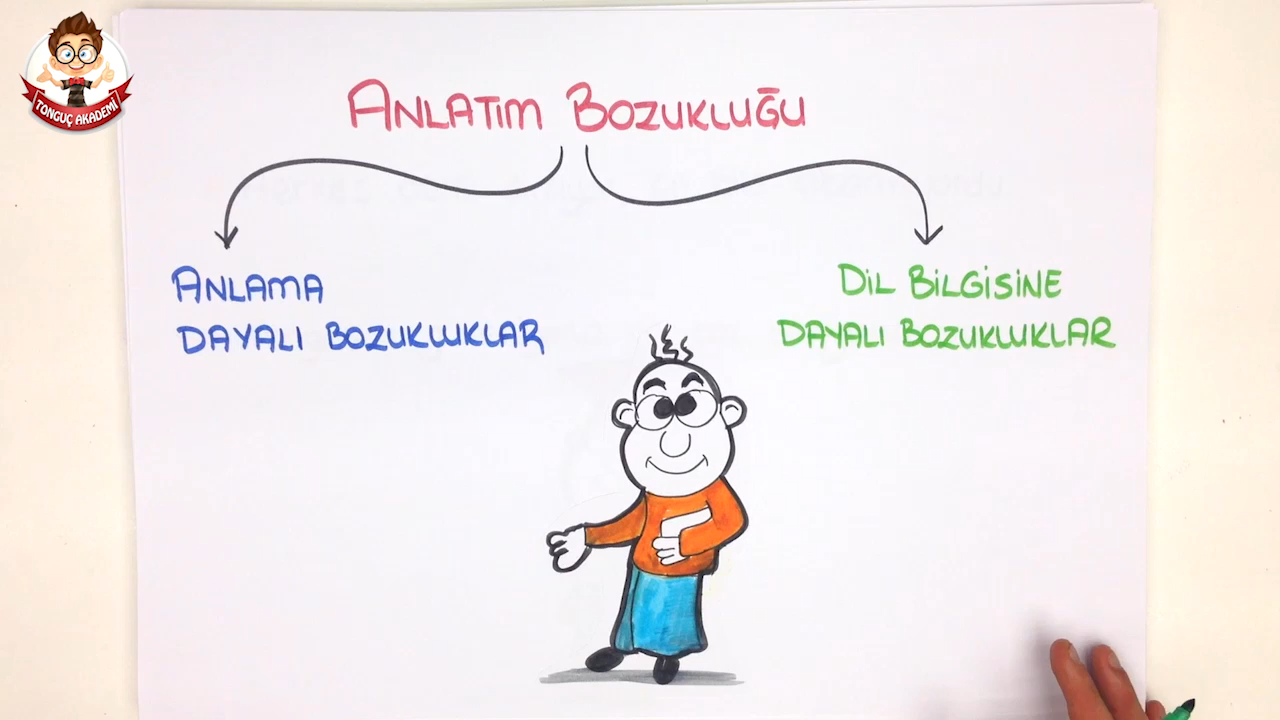 TONGUÇ AKADEMİ
ANLATIM BOZUKLUĞU
ANLAMA
DAYALI BOZUKLUKLAR
DİL BİLGİSİNE
DAYALI BOZUKLUKLAR